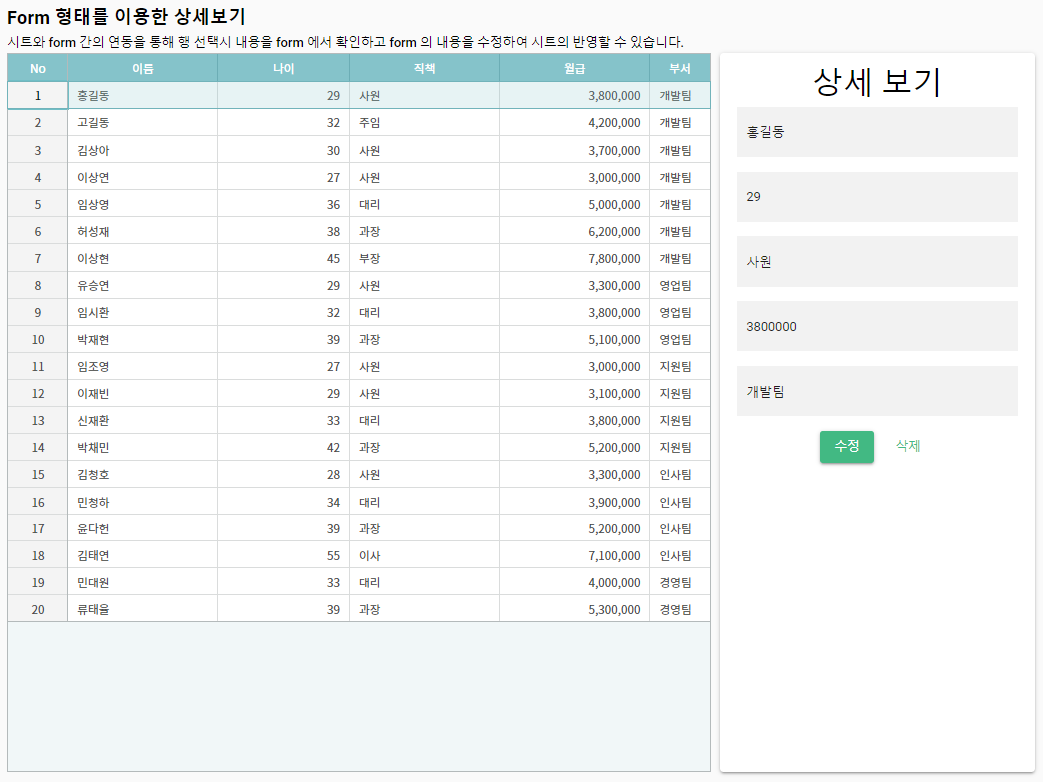 Form 형태를 이용한 상세보기
시트와 form 간의 연동을 통해 행 선택시 내용을 form 에서 확인하고 form 의 내용을 수정하여 시트의 반영할 수 있습니다.
No 이름 나이 직책 월급 부서
1 홍길동 29 사원 3,800,000 개발팀
2 고길동 32 주임 4,200,000 개발팀
3 김상아 30 사원 3,700,000 개발팀
4 이상연 27 사원 3,000,000 개발팀
5 임상영 36 대리 5,000,000 개발팀
6 허성재 38 과장 6,200,000 개발팀
7 이상현 45 부장 7,800,000 개발팀
8 유승연 29 사원 3,300,000 영업팀
9 임시환 32 대리 3,800,000 영업팀
10 박재현 39 과장 5,100,000 영업팀
11 임조영 27 사원 3,000,000 지원팀
12 이재빈 29 사원 3,100,000 지원팀
13 신재환 33 대리 3,800,000 지원팀
14 박채민 42 과장 5,200,000 지원팀
15 김청호 28 사원 3,300,000 인사팀
16 민청하 34 대리 3,900,000 인사팀
17 윤다헌 39 과장 5,200,000 인사팀
18 김태연 55 이사 7,100,000 인사팀
19 민대원 33 대리 4,000,000 경영팀
20 류태율 39 과장 5,300,000 경영팀
상세 보기
홍길동
29
사원
3800000
개발팀
수정 삭제